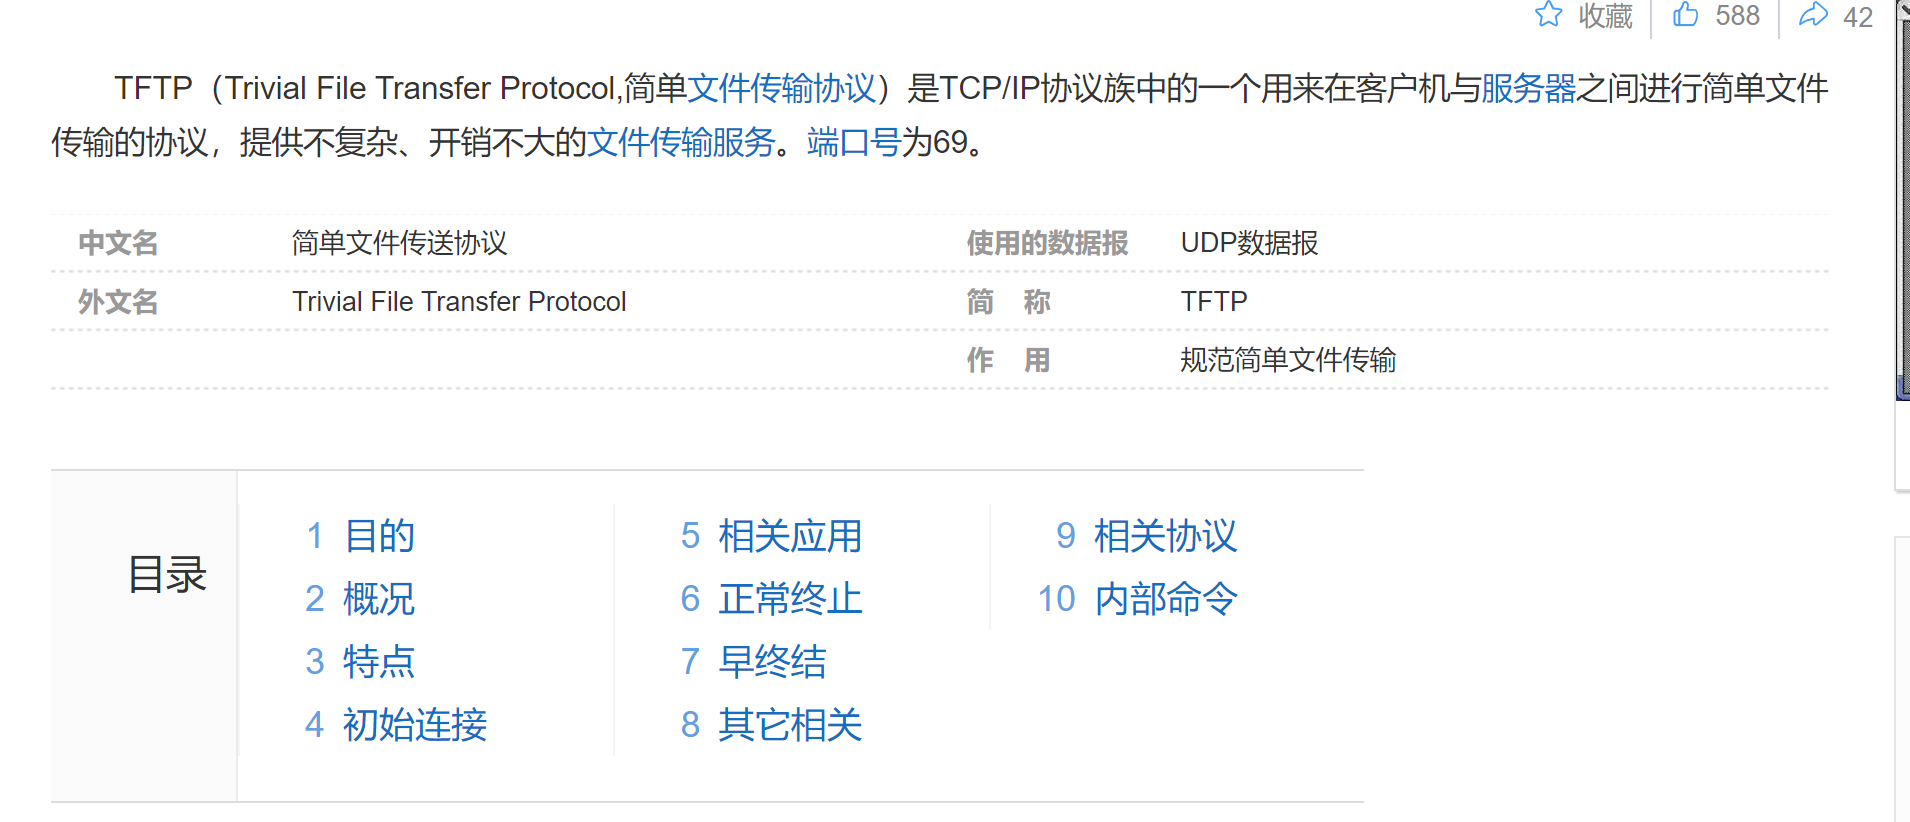 收藏 588 42
TFTP（Trivial File Transfer Protocol,简单文件传输协议）是TCP/IP协议族中的一个用来在客户机与服务器之间进行简单文件
传输的协议，提供不复杂、开销不大的文件传输服务。端口号为69。
中文名 简单文件传送协议 使用的数据报 UDP数据报
外文名 Trivial File Transfer Protocol 简 称 TFTP
作 用 规范简单文件传输
目录
1 目的
2 概况
3 特点
4 初始连接
5 相关应用
6 正常终止
7 早终结
8 其它相关
9 相关协议
10 内部命令